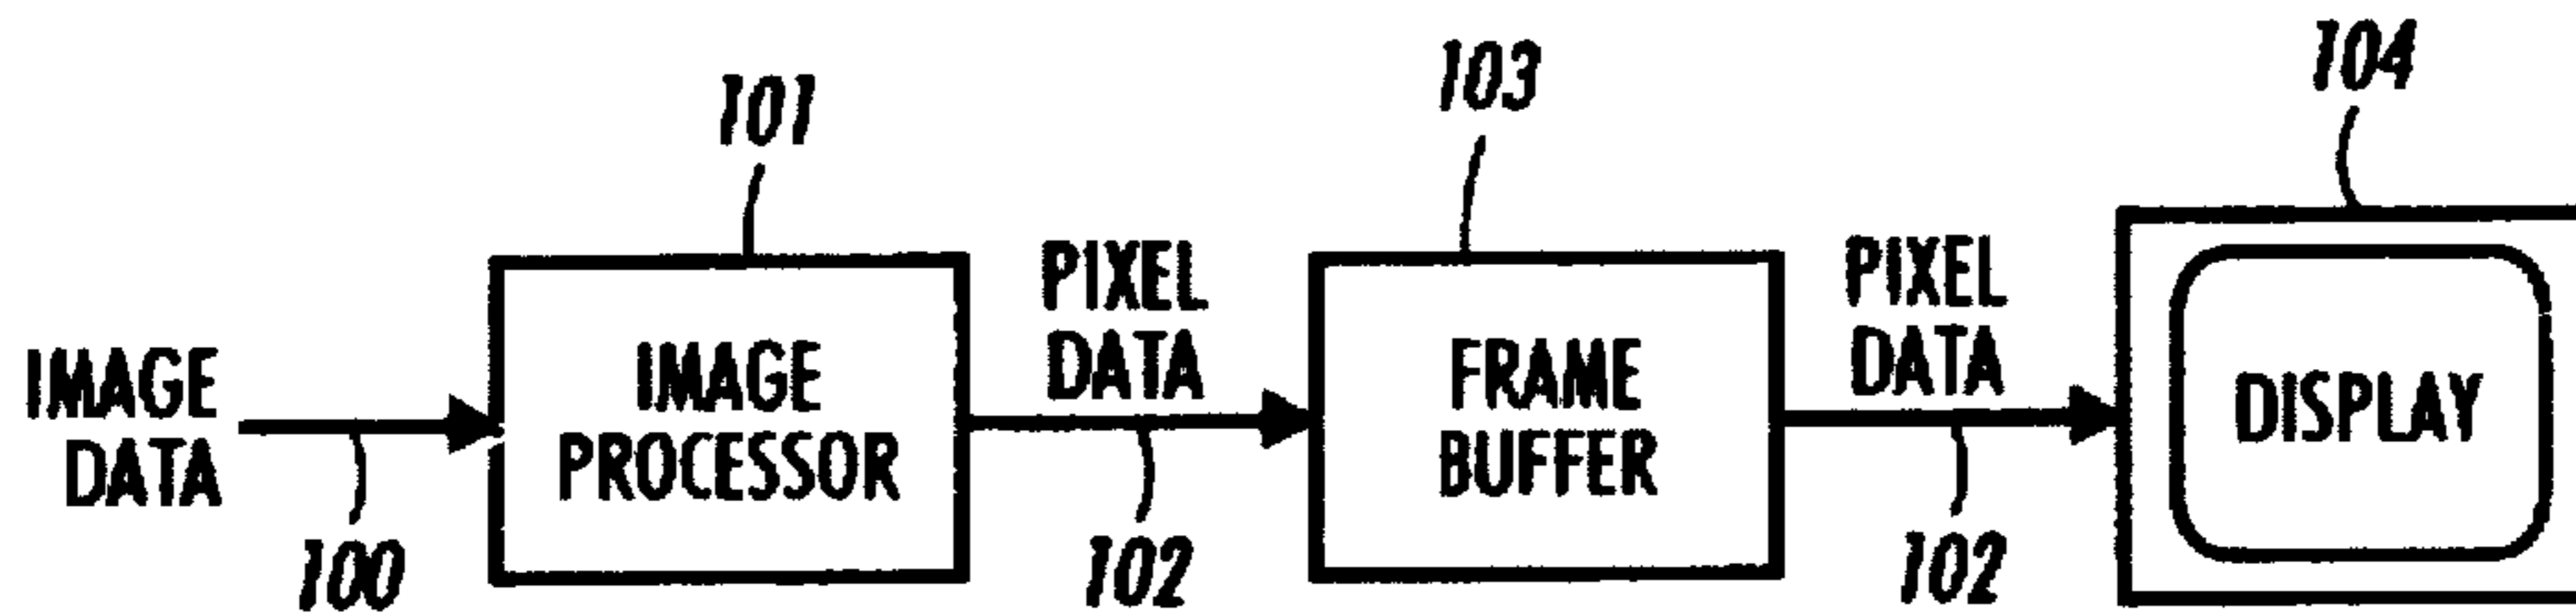 101
103
104
IMAGE
DATA
100
IMAGE
PROCESSOR
PIXEL
DATA
102
FRAME
BUFFER
PIXEL
DATA
102
DISPLAY